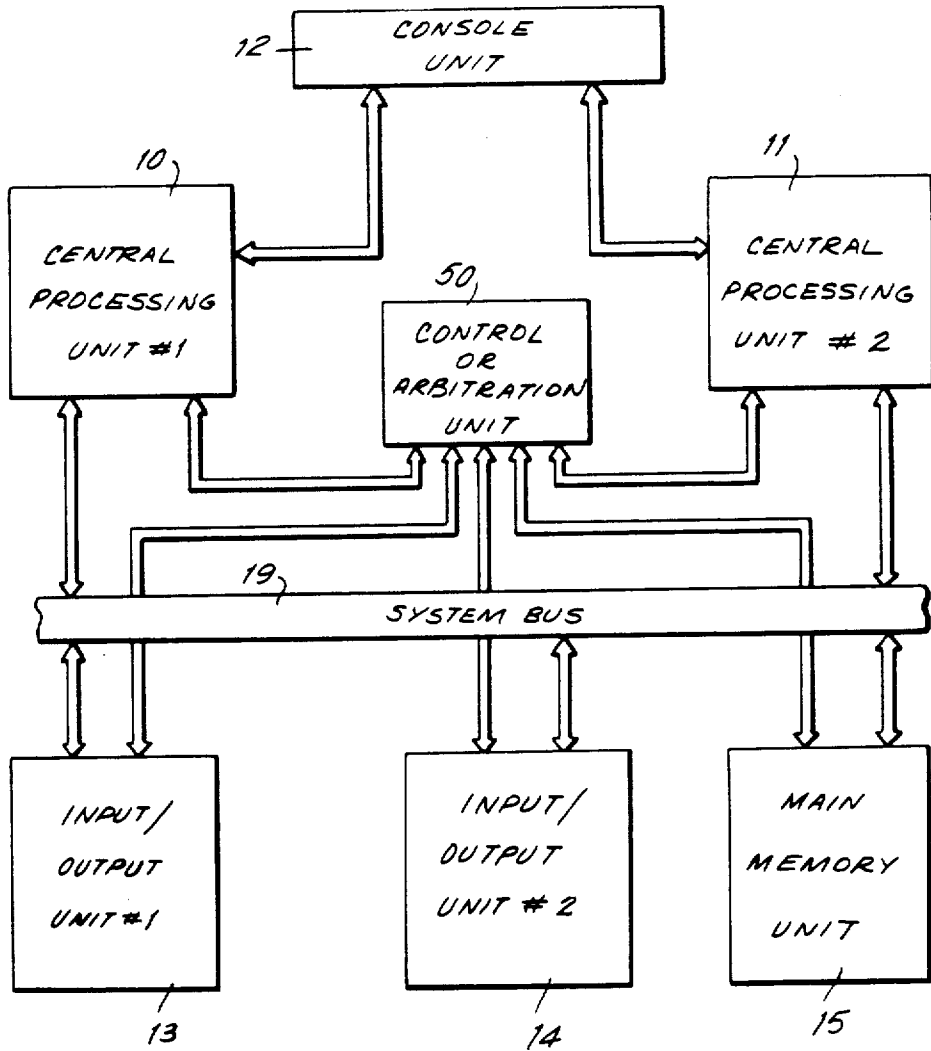 12
CONSOLE
UNIT
10
11
CENTRAL
PROCESSING
UNIT #1
50
CONTROL
OR
ARBITRATION
UNIT
CENTRAL
PROCESSING
UNIT # 2
19
SYSTEM BUS
INPUT/
OUTPUT
UNIT #1
INPUT/
OUTPUT
UNIT # 2
MAIN
MEMORY
UNIT
13
14
15